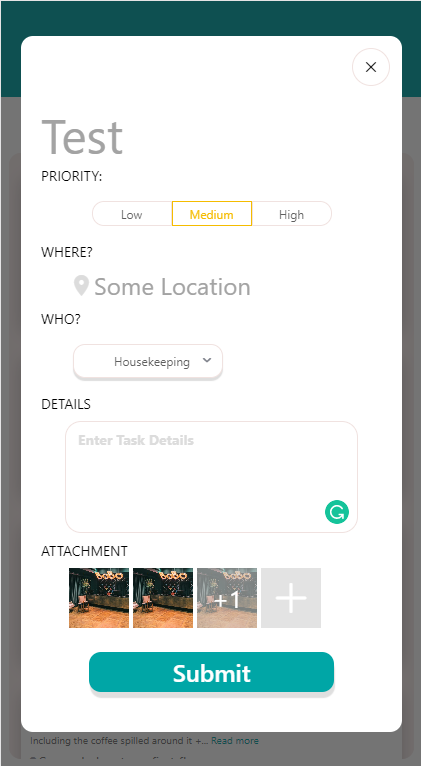 Test
PRIORITY:
Low Medium High
WHERE?
Some Location
WHO?
Housekeeping
DETAILS
Enter Task Details
ATTACHMENT
+1
Submit
Including the coffee spilled around it +... Read more